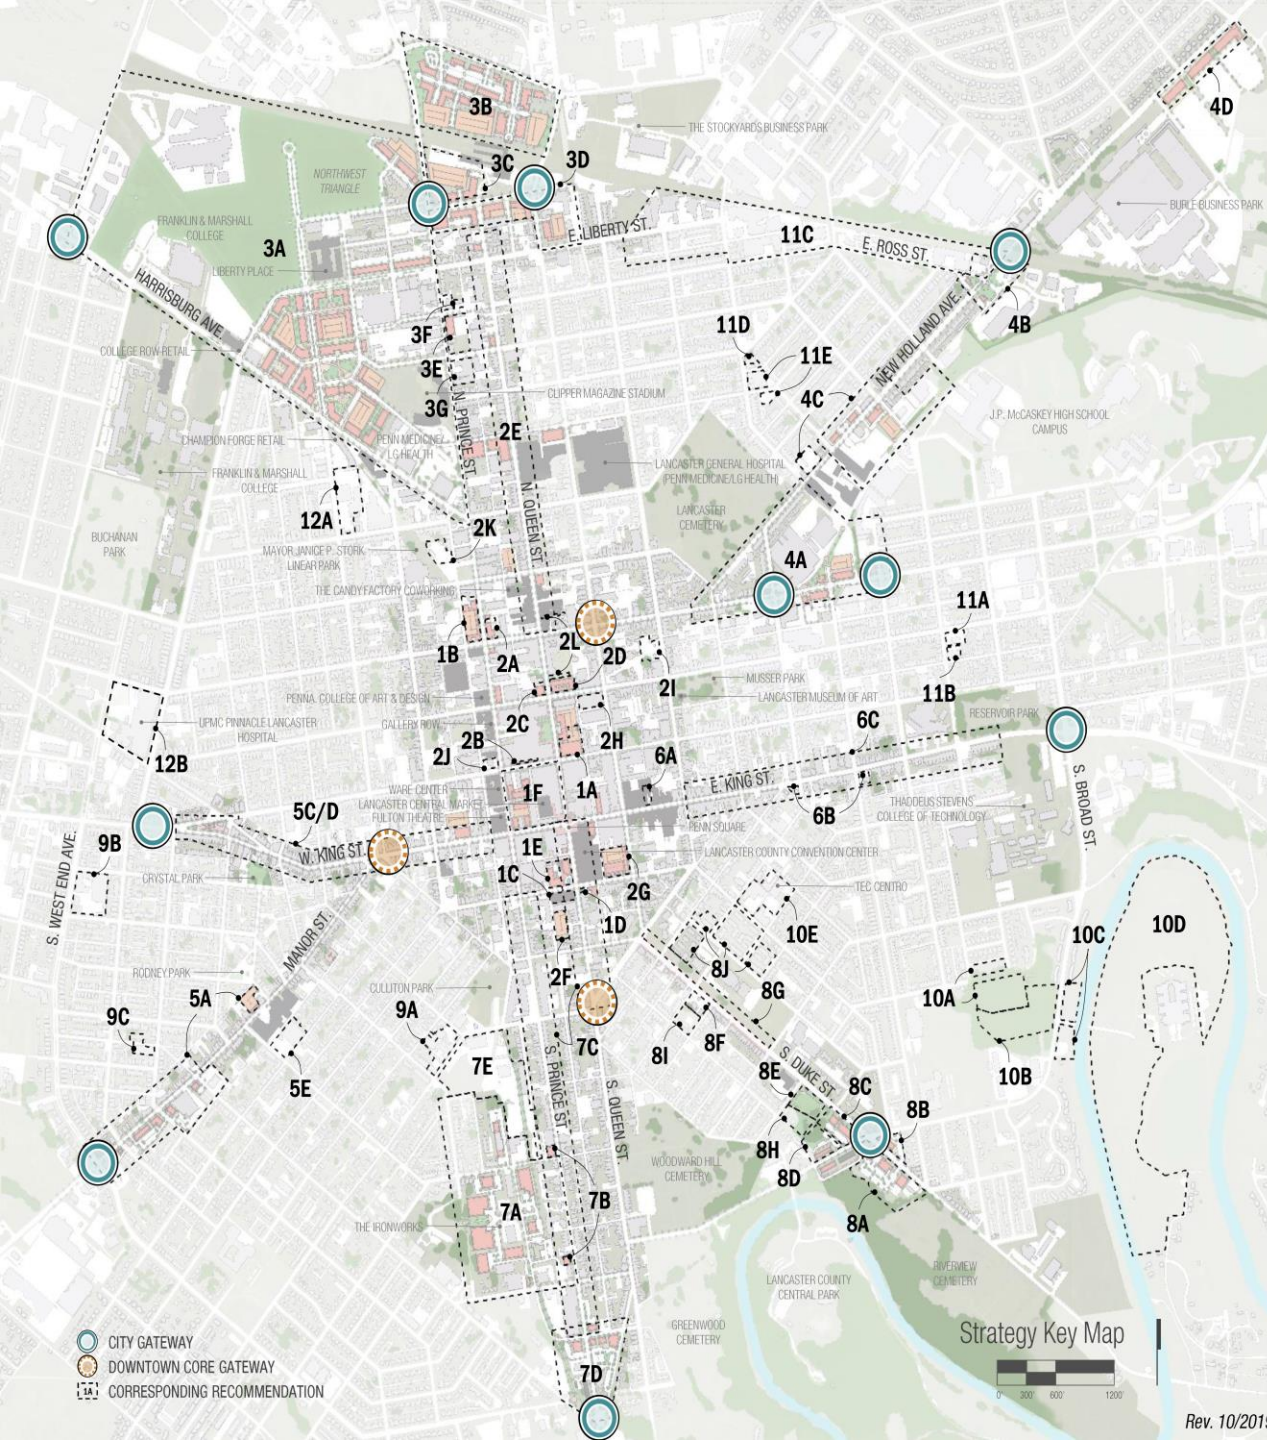 3B
4D
THE STOCKYARDS BUSINESS PARK
3C
3D
NORTHWEST
TRIANGLE
BURLE BUSINESS PARK
FRANKLIN & MARSHALL
COLLEGE
E. LIBERTY ST.
11C
E. ROSS ST.
3A
LIBERTY PLACE
HARRISBURG AVE.
4B
3F
11D
NEW HOLLAND AVE.
COLLEGE ROW RETAIL
11E
3E
CLIPPER MAGAZINE STADIUM
4C
3G
N. PRINCE ST.
J.P. McCASKEY HIGH SCHOOL
CAMPUS
2E
CHAMPION FORGE RETAIL
PENN MEDICINE/
LG HEALTH
LANCASTER GENERAL HOSPITAL
(PENN MEDICINE/LG HEALTH)
FRANKLIN & MARSHALL
COLLEGE
12A
N. QUEEN ST.
LANCASTER
CEMETERY
BUCHANAN
PARK
2K
MAYOR JANICE P. STORK
LINEAR PARK
4A
THE CANDY FACTORY COWORKING
11A
1B
2A
2L
2D
2I
MUSSER PARK
11B
PENNA. COLLEGE OF ART & DESIGN
LANCASTER MUSEUM OF ART
UPMC PINNACLE LANCASTER
HOSPITAL
GALLERY ROW
2C
2H
6C
RESERVOIR PARK
12B
2J
2B
6A
E. KING ST.
WARE CENTER
LANCASTER CENTRAL MARKET
FULTON THEATRE
1F
1A
6B
THADDEUS STEVENS
COLLEGE OF TECHNOLOGY
S. BROAD ST.
5C/D
PENN SQUARE
9B
W. KING ST.
LANCASTER COUNTY CONVENTION CENTER
S. WEST END AVE.
CRYSTAL PARK
1E
1C
2G
TEC CENTRO
1D
10E
10D
MANOR ST.
10C
RODNEY PARK
8J
2F
CULLITON PARK
5A
10A
8G
9C
9A
8F
8I
7C
7E
5E
10B
S. PRINCE ST.
S. QUEEN ST.
S. DUKE ST.
8E
8C
8B
8H
WOODWARD HILL
CEMETERY
8D
7B
7A
THE IRONWORKS
8A
RIVERVIEW
CEMETERY
LANCASTER COUNTY
CENTRAL PARK
GREENWOOD
CEMETERY
7D
CITY GATEWAY
DOWNTOWN CORE GATEWAY
1A CORRESPONDING RECOMMENDATION
Strategy Key Map
0' 300' 600' 1200'
Rev. 10/2019